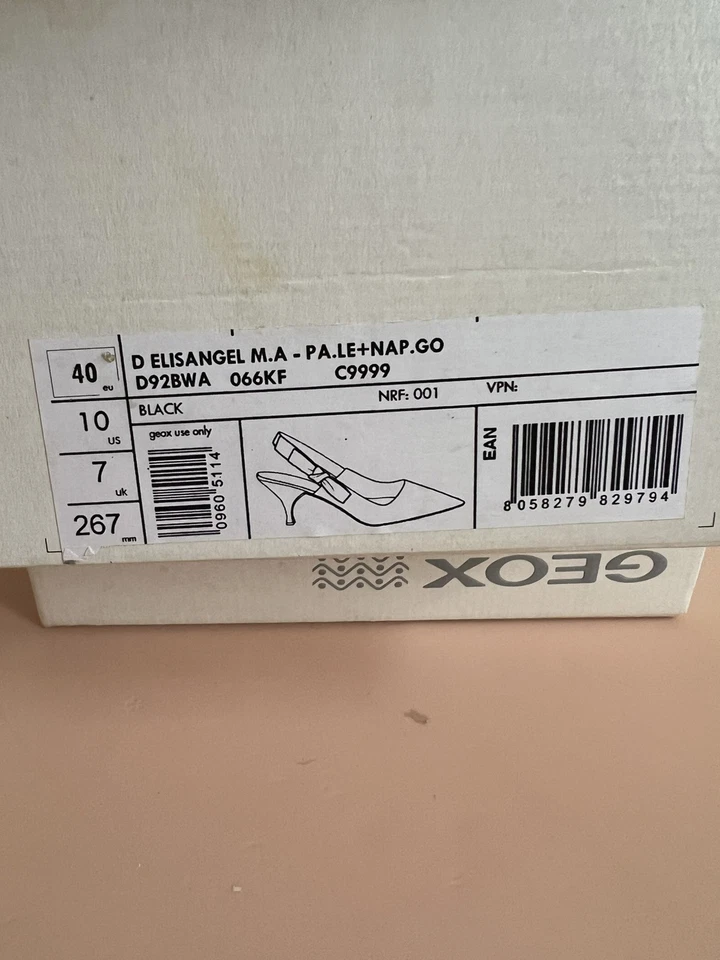 D ELISANGEL M.A - PA.LE+NAP.GO
40 eu
D92BWA 066KF C9999
BLACK NRF: 001 VPN:
10 US
7 uk
267 mm
geox use only
0960 5114
EAN
8 058279 829794
GEOX